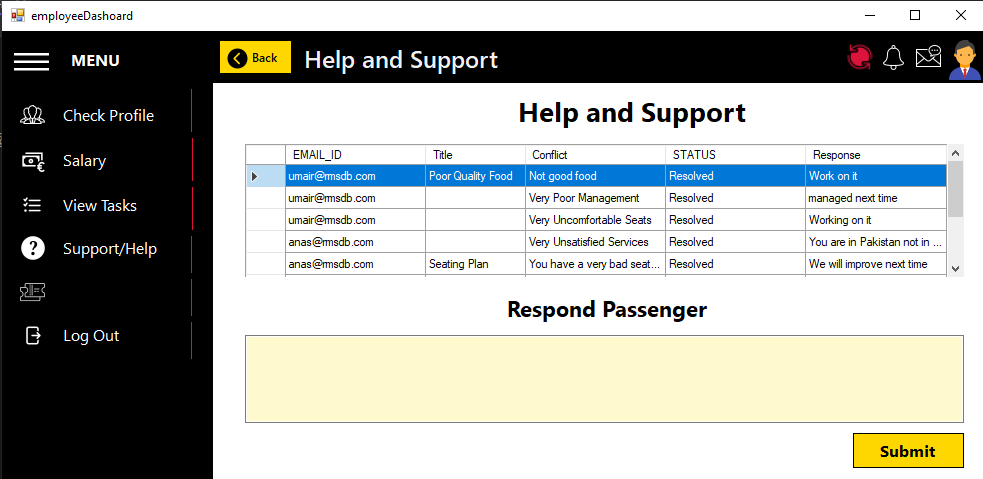 employeeDashoard
MENU
Back
Help and Support
Check Profile
Salary
View Tasks
Support/Help
Log Out
Help and Support
EMAIL_ID Title Conflict STATUS Response
umair@rmsdb.com Poor Quality Food Not good food Resolved Work on it
umair@rmsdb.com Very Poor Management Resolved managed next time
umair@rmsdb.com Very Uncomfortable Seats Resolved Working on it
anas@rmsdb.com Very Unsatisfied Services Resolved You are in Pakistan not in ...
anas@rmsdb.com Seating Plan You have a very bad seat... Resolved We will improve next time
Respond Passenger
Submit